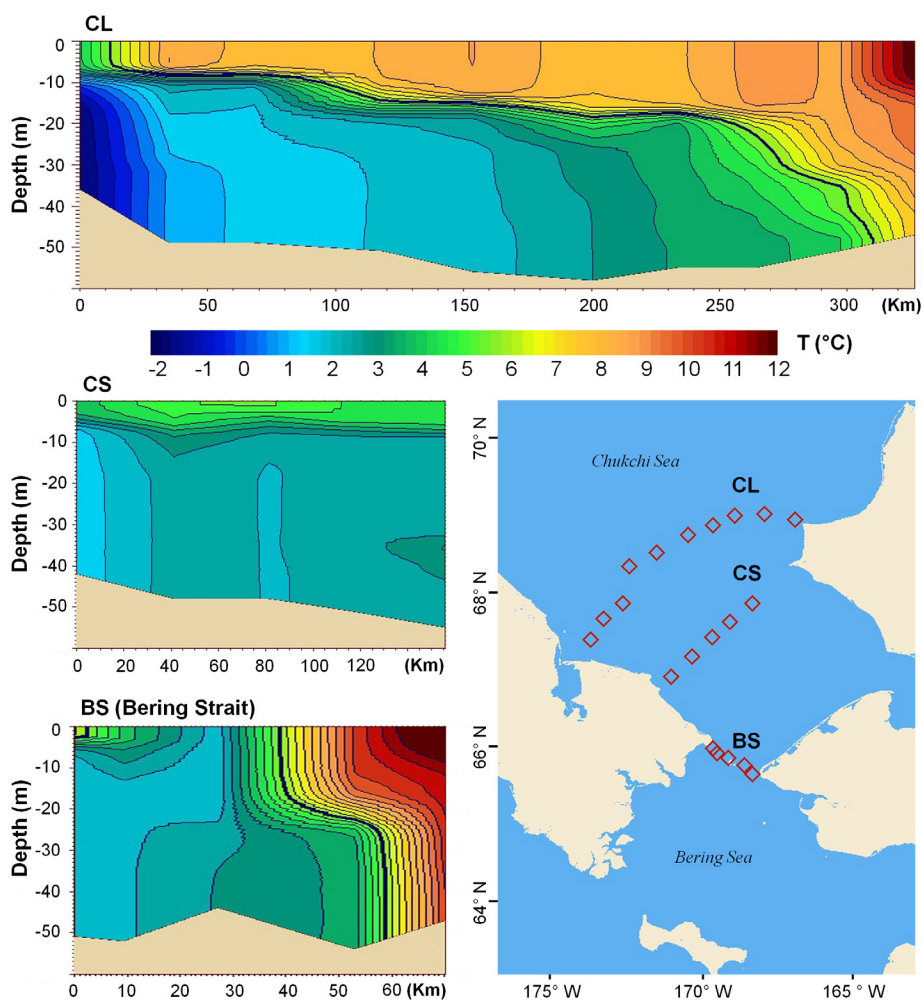 CL
0
-10
-20
-30
-40
-50
Depth (m)
0 50 100 150 200 250 300 (Km)
-2 -1 0 1 2 3 4 5 6 7 8 9 10 11 12
T (°C)
CS
0
-10
-20
-30
-40
-50
Depth (m)
0 20 40 60 80 100 120 (Km)
BS (Bering Strait)
0
-10
-20
-30
-40
-50
Depth (m)
0 10 20 30 40 50 60 (Km)
70° N
68° N
66° N
64° N
Chukchi Sea
CL
CS
BS
Bering Sea
175° W 170° W 165° W